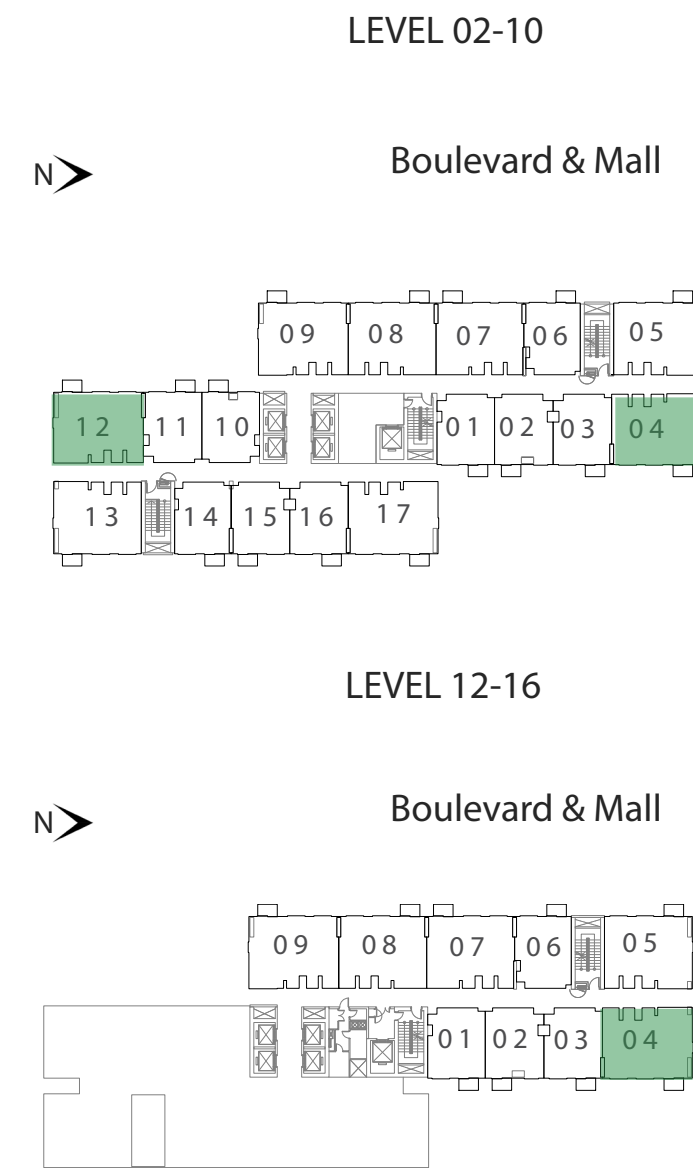 LEVEL 02-10
Boulevard & Mall
N
09 08 07 06 05
12 11 10 01 02 03 04
13 14 15 16 17
LEVEL 12-16
Boulevard & Mall
N
09 08 07 06 05
01 02 03 04